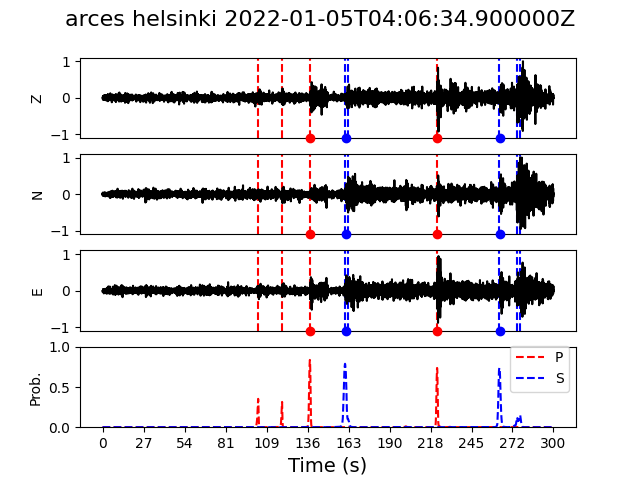 arces helsinki 2022-01-05T04:06:34.900000Z
1
0
−1
Z
1
0
−1
N
1
0
−1
E
1.0
0.5
0.0
Prob.
P
S
0 27 54 81 109 136 163 190 218 245 272 300
Time (s)